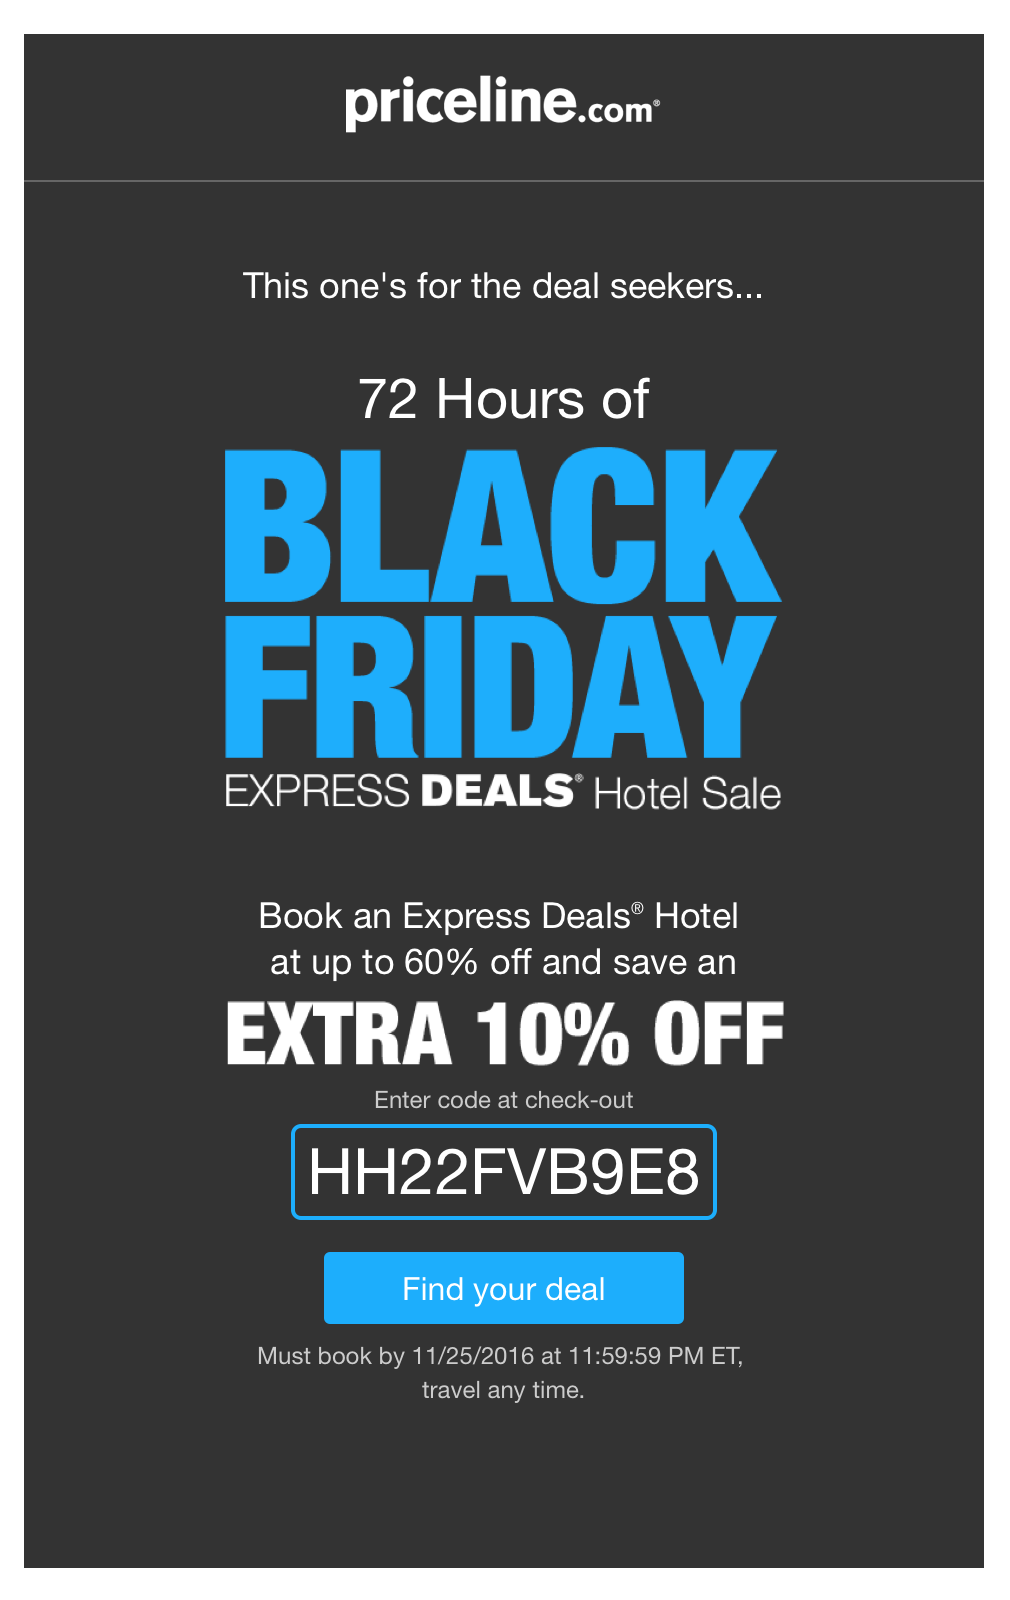 priceline.com®
This one's for the deal seekers...
72 Hours of
BLACK
FRIDAY
EXPRESS DEALS® Hotel Sale
Book an Express Deals® Hotel
at up to 60% off and save an
EXTRA 10% OFF
Enter code at check-out
HH22FVB9E8
Find your deal
Must book by 11/25/2016 at 11:59:59 PM ET,
travel any time.